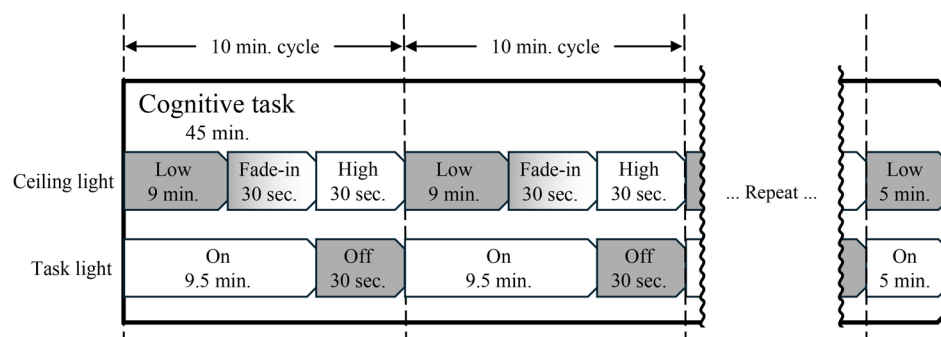 10 min. cycle 10 min. cycle
Cognitive task
45 min.
Ceiling light
Low Fade-in High Low Fade-in High Low
9 min. 30 sec. 30 sec. 9 min. 30 sec. 30 sec. ... Repeat ... 5 min.
Task light
On Off On Off On
9.5 min. 30 sec. 9.5 min. 30 sec. 5 min.